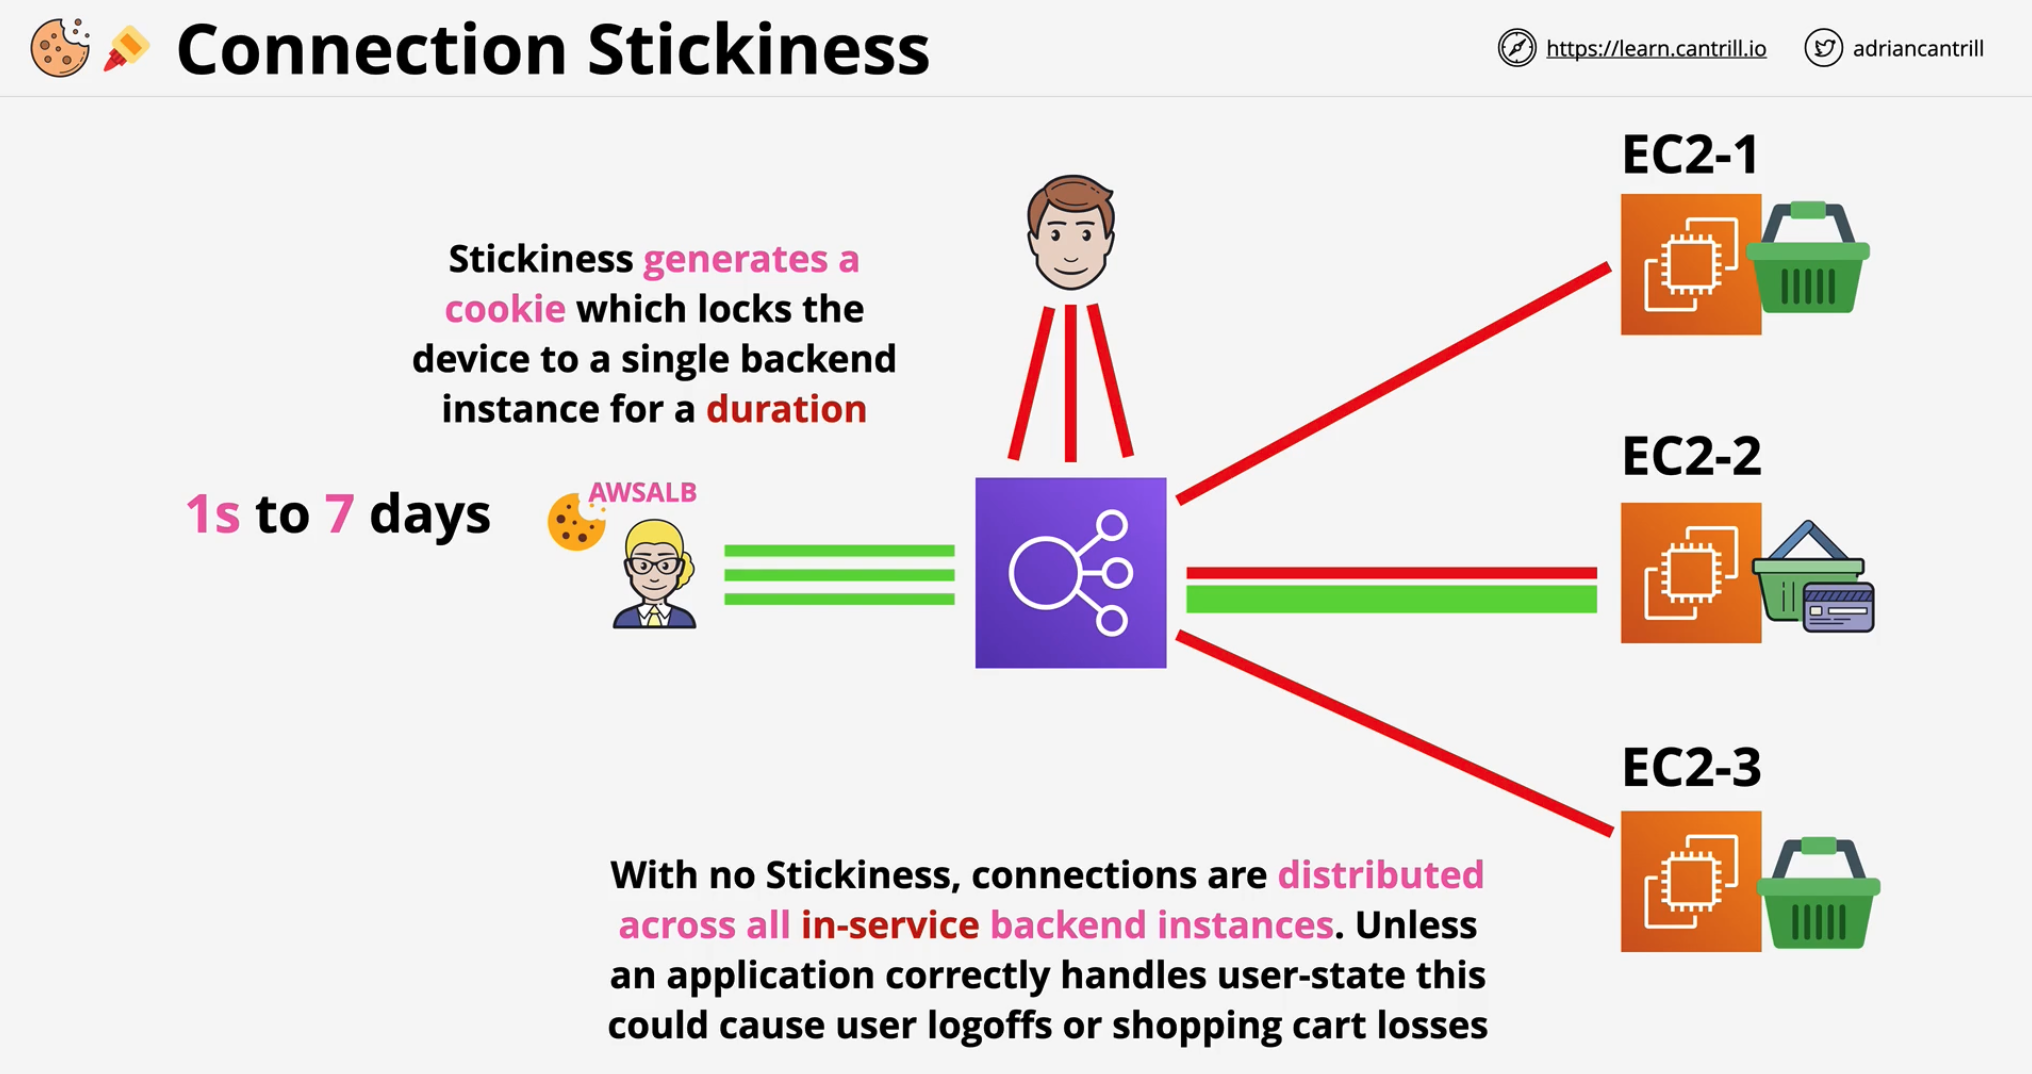 Connection Stickiness
https://learn.cantrill.io
adriancantrill
Stickiness generates a
cookie which locks the
device to a single backend
instance for a duration
1s to 7 days
AWSALB
EC2-1
EC2-2
EC2-3
With no Stickiness, connections are distributed
across all in-service backend instances. Unless
an application correctly handles user-state this
could cause user logoffs or shopping cart losses